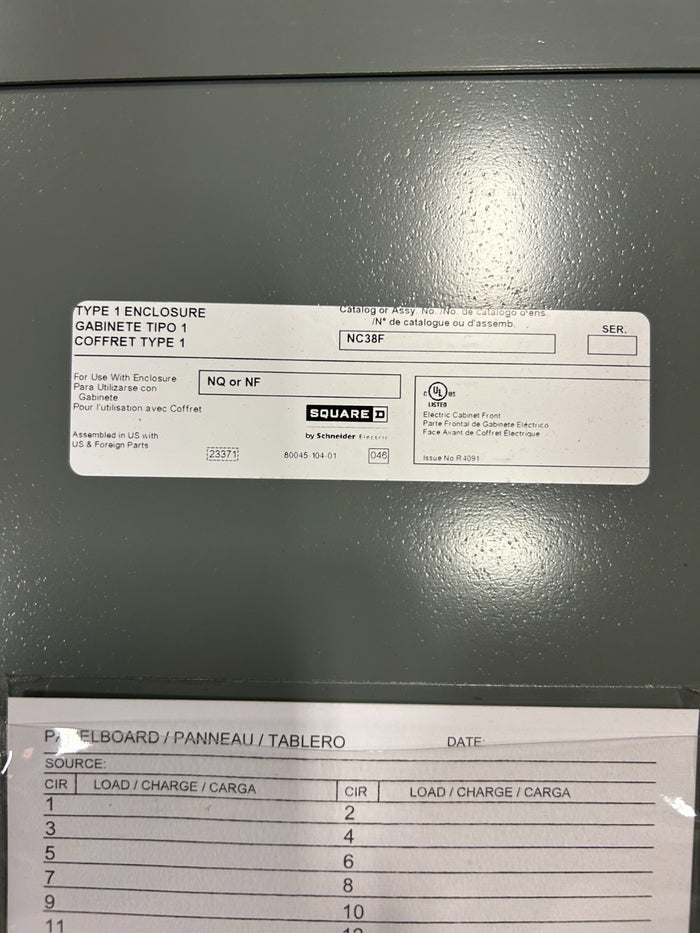 TYPE 1 ENCLOSURE
GABINETE TIPO 1
COFFRET TYPE 1
Catalog or Assy. No. /No. de catálogo o ens.
/N° de catalogue ou d'assemb.
NC38F
SER.
For Use With Enclosure
Para Utilizarse con
Gabinete
Pour l'utilisation avec Coffret
NQ or NF
Assembled in US with
US & Foreign Parts
23371
SQUARE D
by Schneider Electric
80045-104-01
046
c UL us
LISTED
Electric Cabinet Front
Parte Frontal de Gabinete Eléctrico
Face Avant de Coffret Électrique
Issue No.R4091
PANELBOARD / PANNEAU / TABLERO
DATE:
SOURCE:
CIR LOAD / CHARGE / CARGA CIR LOAD / CHARGE / CARGA
1 2
3 4
5 6
7 8
9 10
11 12